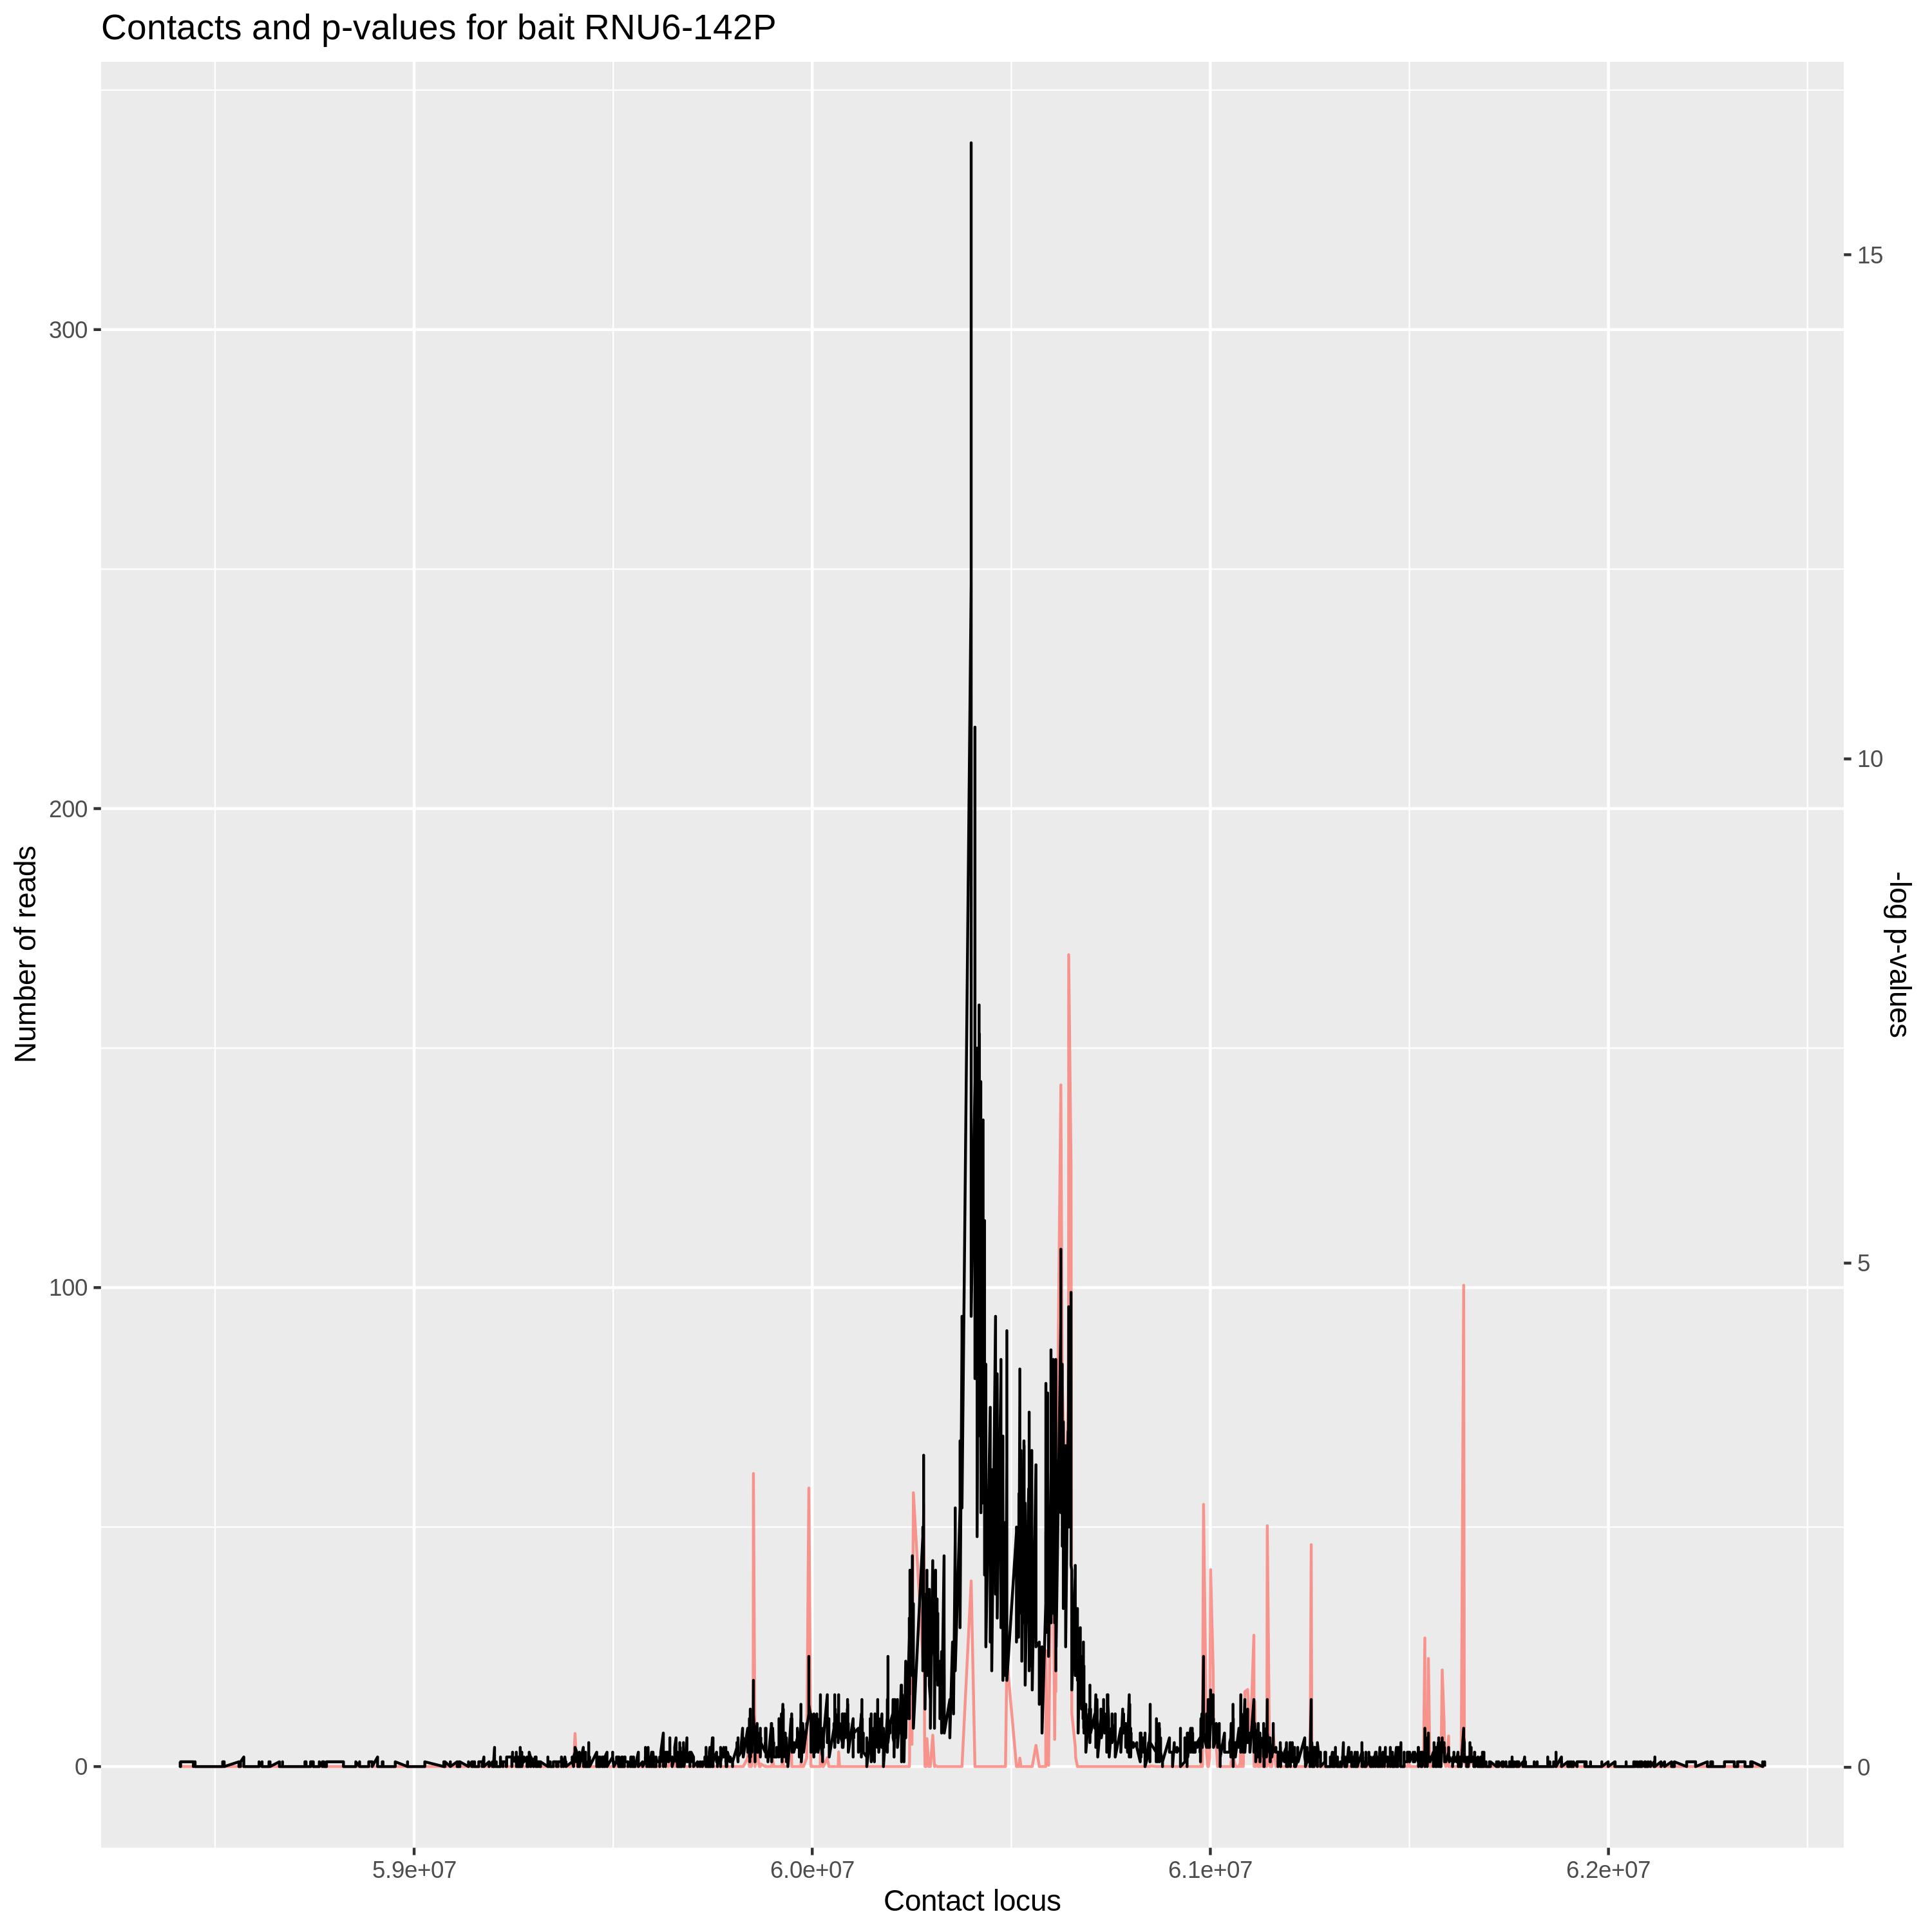 Contacts and p-values for bait RNU6-142P
Number of reads
300
200
100
0
15
10
5
0
-log p-values
5.9e+07
6.0e+07
6.1e+07
6.2e+07
Contact locus